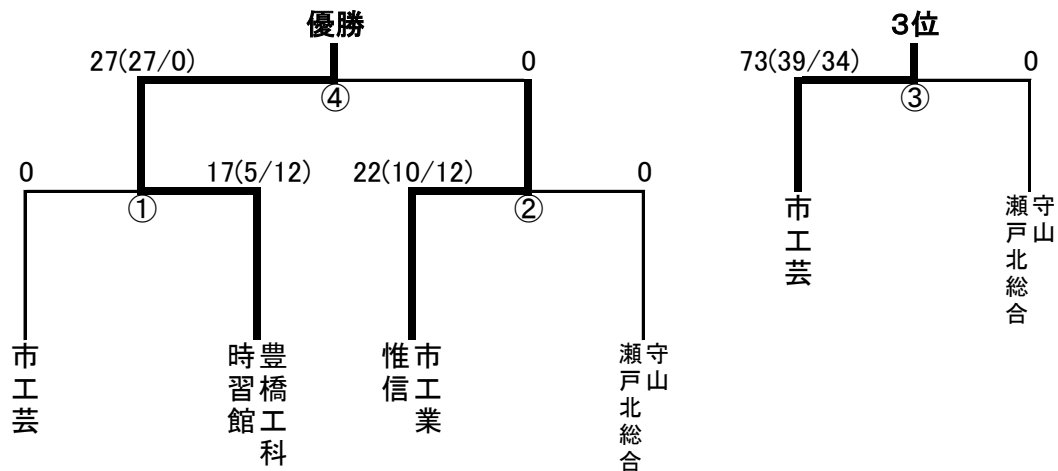 優勝
27(27/0)
0
④
0
17(5/12)
①
22(10/12)
0
②
市工芸
豊橋工科
時習館
市工業
惟信
守山
瀬戸北総合
3位
73(39/34)
0
③
市工芸
守山
瀬戸北総合